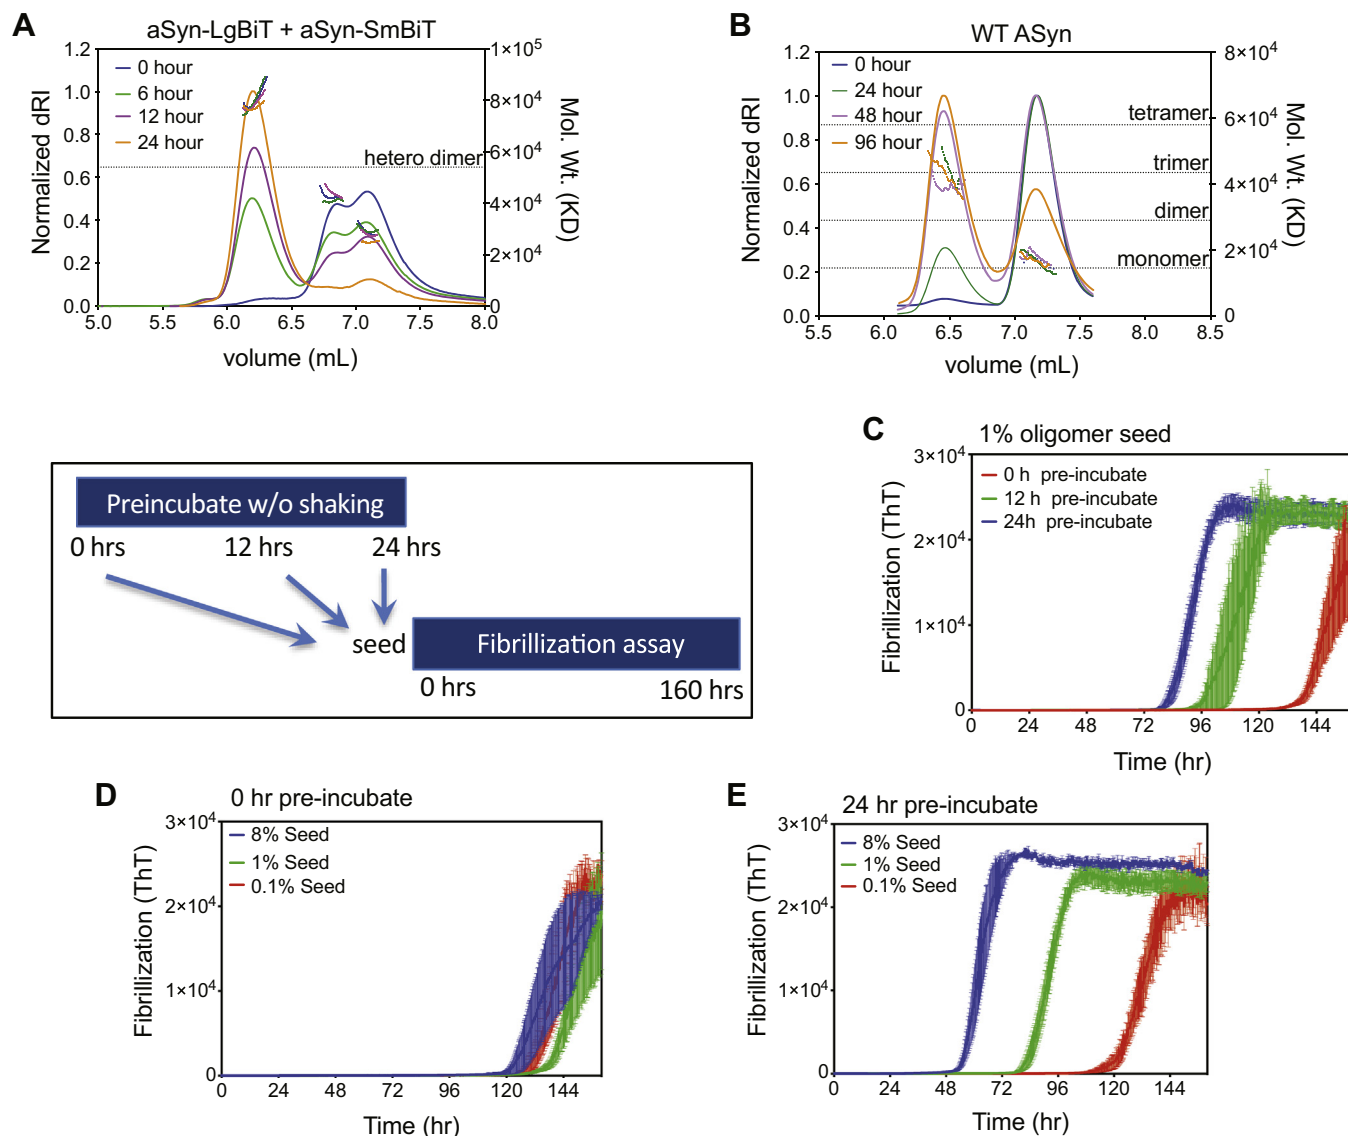 A
aSyn-LgBiT + aSyn-SmBiT
Normalized dRI
1.2
1.0
0.8
0.6
0.4
0.2
0.0
0 hour
6 hour
12 hour
24 hour
hetero dimer
1×10⁵
8×10⁴
6×10⁴
4×10⁴
2×10⁴
0
Mol. Wt. (KD)
5.0 5.5 6.0 6.5 7.0 7.5 8.0
volume (mL)
B
WT ASyn
Normalized dRI
1.2
1.0
0.8
0.6
0.4
0.2
0.0
0 hour
24 hour
48 hour
96 hour
tetramer
trimer
dimer
monomer
8×10⁴
6×10⁴
4×10⁴
2×10⁴
0
Mol. Wt. (KD)
5.5 6.0 6.5 7.0 7.5 8.0 8.5
volume (mL)
Preincubate w/o shaking
0 hrs 12 hrs 24 hrs
seed
Fibrillization assay
0 hrs 160 hrs
C
1% oligomer seed
Fibrillization (ThT)
3×10⁴
2×10⁴
1×10⁴
0
0 h pre-incubate
12 h pre-incubate
24h pre-incubate
0 24 48 72 96 120 144
Time (hr)
D
0 hr pre-incubate
Fibrillization (ThT)
3×10⁴
2×10⁴
1×10⁴
0
8% Seed
1% Seed
0.1% Seed
0 24 48 72 96 120 144
Time (hr)
E
24 hr pre-incubate
Fibrillization (ThT)
3×10⁴
2×10⁴
1×10⁴
0
8% Seed
1% Seed
0.1% Seed
0 24 48 72 96 120 144
Time (hr)